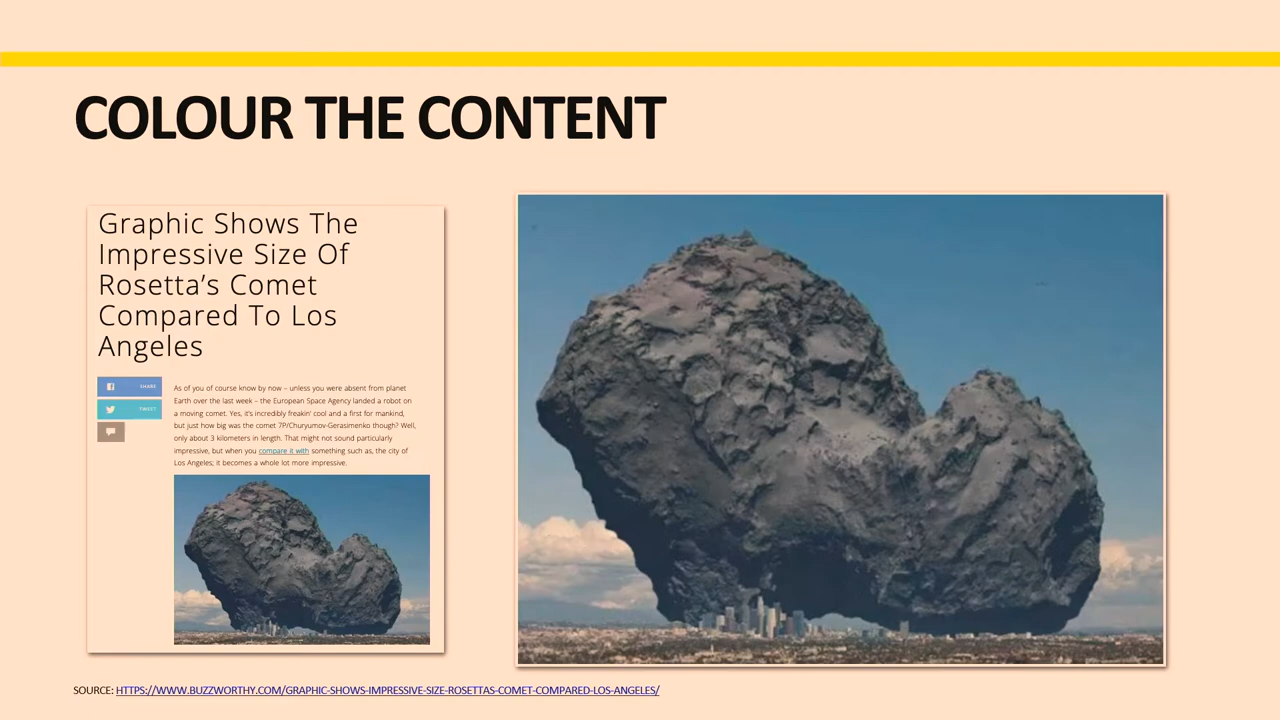 COLOUR THE CONTENT
Graphic Shows The
Impressive Size Of
Rosetta’s Comet
Compared To Los
Angeles
SHARE
TWEET
As of you of course know by now – unless you were absent from planet
Earth over the last week – the European Space Agency landed a robot on
a moving comet. Yes, it’s incredibly freakin’ cool and a first for mankind,
but just how big was the comet 7P/Churyumov-Gerasimenko though? Well,
only about 3 kilometers in length. That might not sound particularly
impressive, but when you compare it with something such as, the city of
Los Angeles; it becomes a whole lot more impressive.
SOURCE: HTTPS://WWW.BUZZWORTHY.COM/GRAPHIC-SHOWS-IMPRESSIVE-SIZE-ROSETTAS-COMET-COMPARED-LOS-ANGELES/